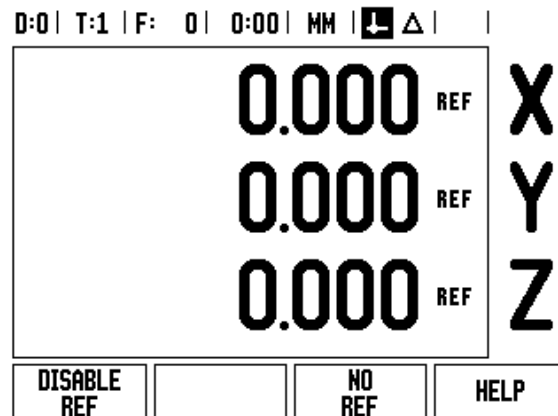 D:0 | T:1 | F: 0 | 0:00 | MM | Δ | |
0.000 REF X
0.000 REF Y
0.000 REF Z
DISABLE REF
NO REF
HELP